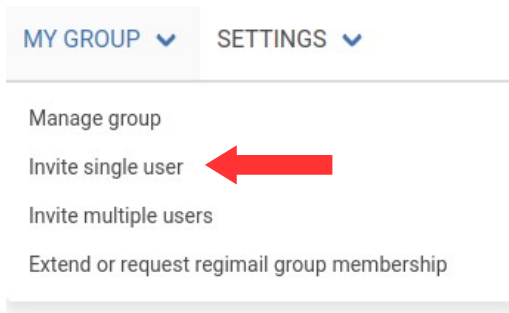 MY GROUP SETTINGS
Manage group
Invite single user
Invite multiple users
Extend or request regimail group membership